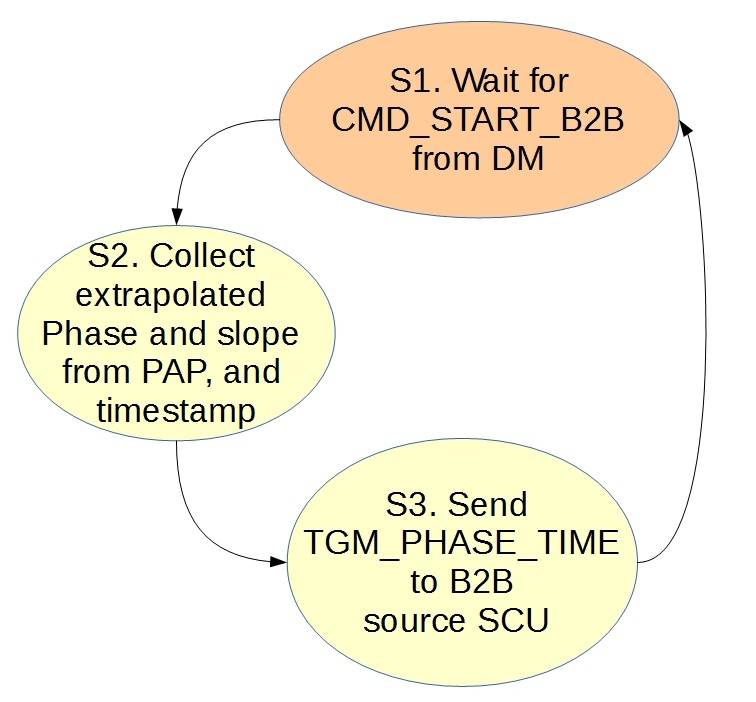 S1. Wait for
CMD_START_B2B
from DM
S2. Collect
extrapolated
Phase and slope
from PAP, and
timestamp
S3. Send
TGM_PHASE_TIME
to B2B
source SCU